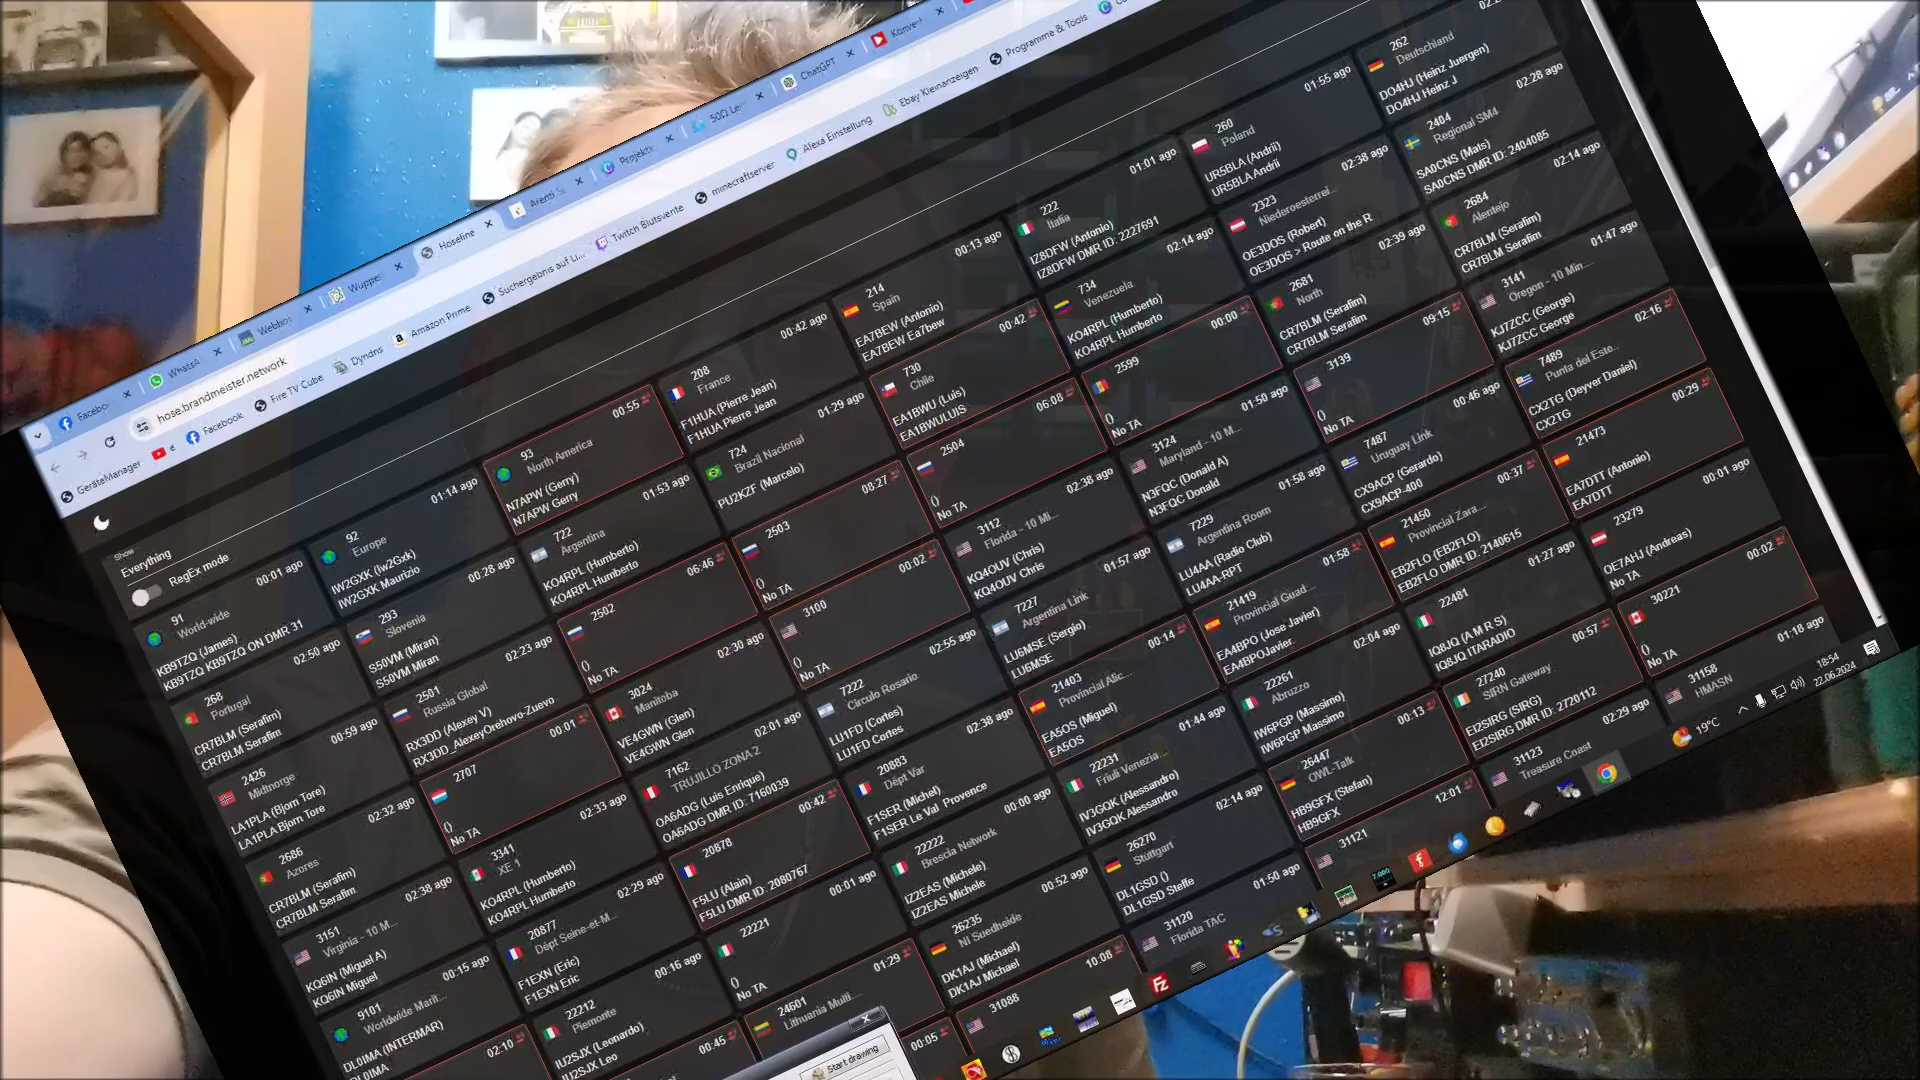 Facebo
WhatsA
Webho
Wuppe
Hoseline
Arenti S
Projekt
50Ω Le
ChatGPT
Konver
hose.brandmeister.network
GeräteManager
e
Facebook
Fire TV Cube
Dyndns
Amazon Prime
Suchergebnis auf Li...
Twitch Blutsvente
minecraftserver
Alexa Einstellung
Ebay Kleinanzeigen
Programme & Tools
Show
Everything
RegEx mode
91
World-wide
00:01 ago
KB9TZQ (James)
KB9TZQ KB9TZQ ON DMR 31
92
Europe
01:14 ago
IW2GXK (Iw2Gxk)
IW2GXK Maurizio
93
North America
00:55
N7APW (Gerry)
N7APW Gerry
208
France
00:42 ago
F1HUA (Pierre Jean)
F1HUA Pierre Jean
214
Spain
00:13 ago
EA7BEW (Antonio)
EA7BEW Ea7bew
222
Italia
01:01 ago
IZ8DFW (Antonio)
IZ8DFW DMR ID: 2227691
260
Poland
01:55 ago
UR5BLA (Andrii)
UR5BLA Andrii
262
Deutschland
DO4HJ (Heinz Juergen)
DO4HJ Heinz J
268
Portugal
02:50 ago
CR7BLM (Serafim)
CR7BLM Serafim
293
Slovenia
00:28 ago
S50VM (Miran)
S50VM Miran
722
Argentina
01:53 ago
KO4RPL (Humberto)
KO4RPL Humberto
724
Brazil Nacional
01:29 ago
PU2KZF (Marcelo)
730
Chile
00:42
EA1BWU (Luis)
EA1BWULUIS
734
Venezuela
02:14 ago
KO4RPL (Humberto)
KO4RPL Humberto
2323
Niederoesterrei...
02:38 ago
OE3DOS (Robert)
OE3DOS > Route on the R
2404
Regional SM4
02:28 ago
SA0CNS (Mats)
SA0CNS DMR ID: 2404085
2426
Midtnorge
00:59 ago
LA1PLA (Bjorn Tore)
LA1PLA Bjorn Tore
2501
Russia Global
02:23 ago
RX3DD (Alexey V)
RX3DD_AlexeyOrehovo-Zuevo
2502
06:46
()
No TA
2503
08:27
()
No TA
2504
06:08
()
No TA
2599
00:00
()
No TA
2681
North
02:39 ago
CR7BLM (Serafim)
CR7BLM Serafim
2684
Alentejo
02:14 ago
CR7BLM (Serafim)
CR7BLM Serafim
2686
Azores
02:32 ago
CR7BLM (Serafim)
CR7BLM Serafim
2707
00:01
()
No TA
3024
Manitoba
02:30 ago
VE4GWN (Glen)
VE4GWN Glen
3100
00:02
()
No TA
3112
Florida - 10 Mi...
02:38 ago
KQ4OUV (Chris)
KQ4OUV Chris
3124
Maryland - 10 M...
01:50 ago
N3FQC (Donald A)
N3FQC Donald
3139
09:15
()
No TA
3141
Oregon - 10 Min...
01:47 ago
KJ7ZCC (George)
KJ7ZCC George
3151
Virginia - 10 M...
02:38 ago
KQ6IN (Miguel A)
KQ6IN Miguel
3341
XE 1
02:33 ago
KO4RPL (Humberto)
KO4RPL Humberto
7162
TRUJILLO ZONA 2
02:01 ago
OA6ADG (Luis Enrique)
OA6ADG DMR ID: 7160039
7222
Circulo Rosario
02:55 ago
LU1FD (Cortes)
LU1FD Cortes
7227
Argentina Link
01:57 ago
LU6MSE (Sergio)
LU6MSE
7229
Argentina Room
01:58 ago
LU4AA (Radio Club)
LU4AA-RPT
7487
Uruguay Link
00:46 ago
CX9ACP (Gerardo)
CX9ACP-400
7489
Punta del Este...
02:16
CX2TG (Deyver Daniel)
CX2TG
9101
Worldwide Marit...
00:15 ago
DL0IMA (INTERMAR)
DL0IMA
20877
Dépt Seine-et-M...
02:29 ago
F1EXN (Eric)
F1EXN Eric
20878
00:42
F5LU (Alain)
F5LU DMR ID: 2080767
20883
Dépt Var
02:38 ago
F1SER (Michel)
F1SER Le Val Provence
21403
Provincial Alic...
00:14
EA5OS (Miguel)
EA5OS
21419
Provincial Guad...
01:58
EA4BPO (Jose Javier)
EA4BPOJavier
21450
Provincial Zara...
00:37
EB2FLO (EB2FLO)
EB2FLO DMR ID: 2140615
21473
00:29
EA7DTT (Antonio)
EA7DTT
02:10
22212
Piemonte
00:16 ago
IU2SJX (Leonardo)
IU2SJX Leo
22221
00:01 ago
()
No TA
22222
Brescia Network
00:00 ago
IZ2EAS (Michele)
IZ2EAS Michele
22231
Friuli Venezia...
01:44 ago
IV3GQK (Alessandro)
IV3GQK Alessandro
22261
Abruzzo
02:04 ago
IW6PGP (Massimo)
IW6PGP Massimo
22481
01:27 ago
IQ8JQ (A M R S)
IQ8JQ ITARADIO
23279
00:01 ago
OE7AHJ (Andreas)
No TA
00:45
24601
Lithuania Multi...
01:29
26235
NI Suedheide
00:52 ago
DK1AJ (Michael)
DK1AJ Michael
26270
Stuttgart
02:14 ago
DL1GSD ()
DL1GSD Steffe
26447
OWL-Talk
00:13
HB9GFX (Stefan)
HB9GFX
27240
SIRN Gateway
00:57
EI2SIRG (SIRG)
EI2SIRG DMR ID: 2720112
30221
00:02
()
No TA
00:05
31088
10:08
31120
Florida TAC
01:50 ago
31121
12:01
31123
Treasure Coast
02:29 ago
31158
HMASN
01:18 ago
Start drawing
19°C
18:54
22.06.2024